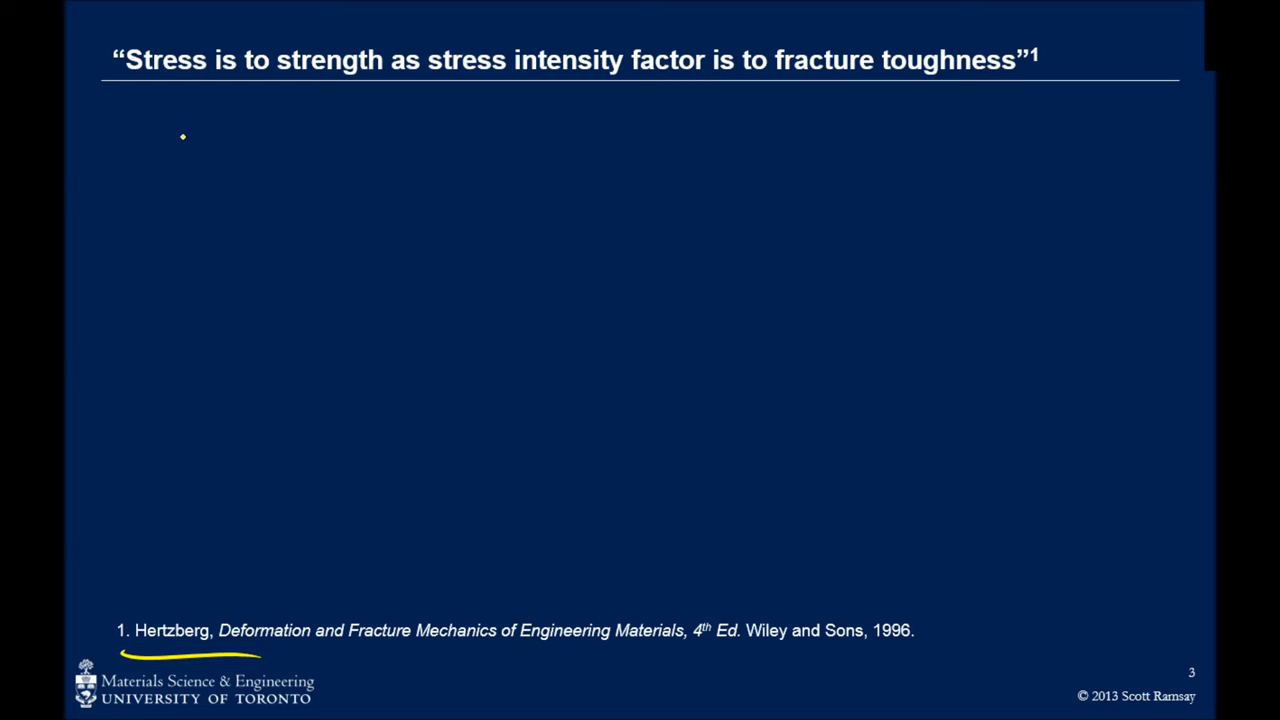 “Stress is to strength as stress intensity factor is to fracture toughness”1
1. Hertzberg, Deformation and Fracture Mechanics of Engineering Materials, 4th Ed. Wiley and Sons, 1996.
Materials Science & Engineering
UNIVERSITY OF TORONTO
3
© 2013 Scott Ramsay